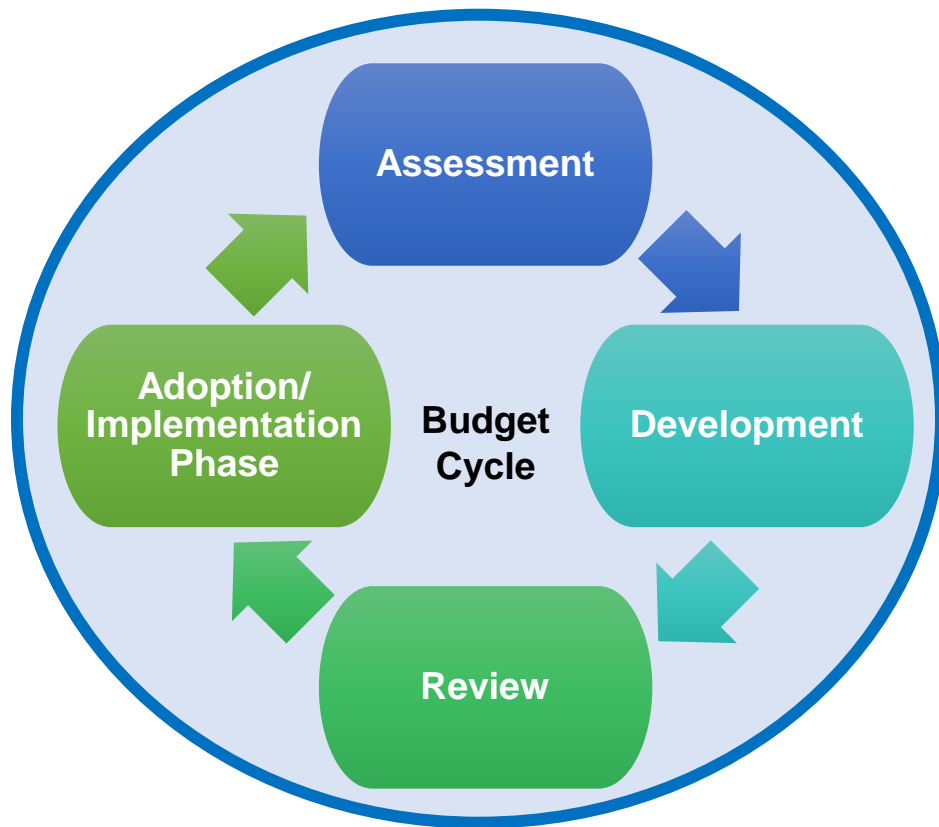 Assessment
Adoption/
Implementation
Phase
Budget
Cycle
Development
Review